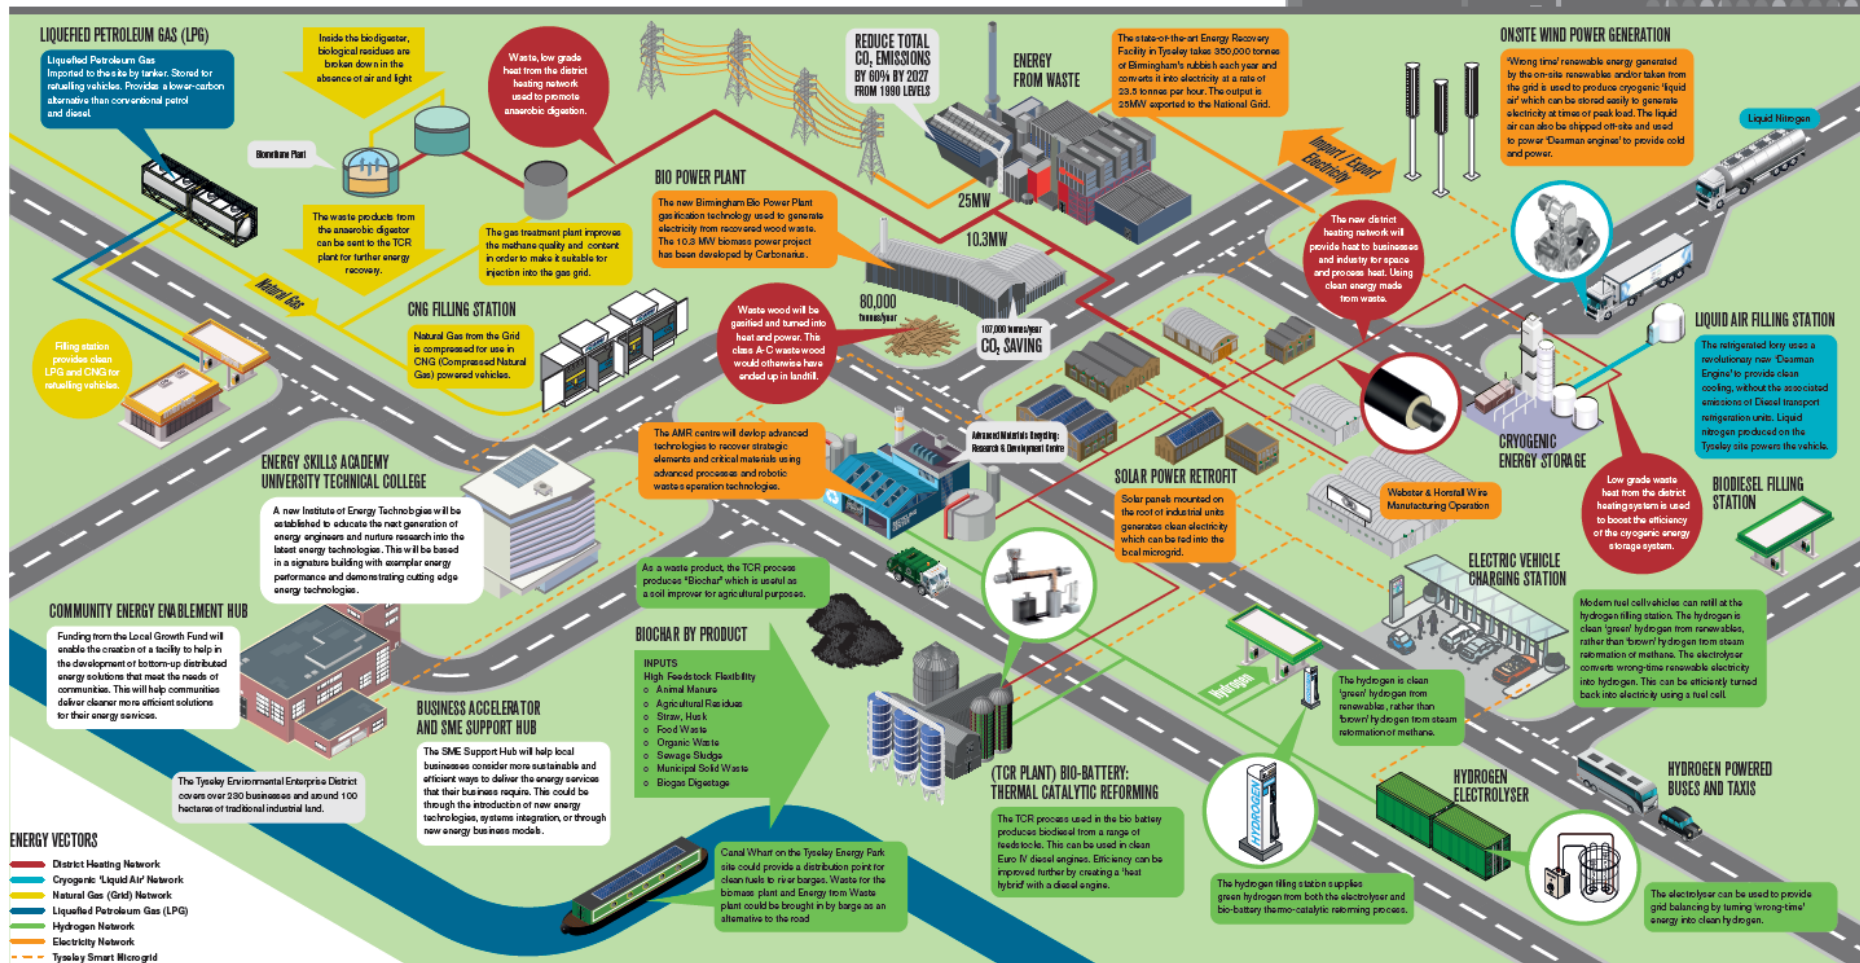 LIQUEFIED PETROLEUM GAS (LPG)
Liquefied Petroleum Gas
Imported to the site by tanker. Stored for
refuelling vehicles. Provides a lower-carbon
alternative than conventional petrol
and diesel.
Inside the biodigester,
biological residues are
broken down in the
absence of air and light
Waste, low grade
heat from the district
heating network
used to promote
anaerobic digestion.
REDUCE TOTAL
CO2 EMISSIONS
BY 60% BY 2027
FROM 1990 LEVELS
ENERGY
FROM WASTE
The state-of-the-art Energy Recovery
Facility in Tyseley takes 350,000 tonnes
of Birmingham's rubbish each year and
converts it into electricity at a rate of
23.5 tonnes per hour. The output is
25MW exported to the National Grid.
ONSITE WIND POWER GENERATION
'Wrong time' renewable energy generated
by the on-site renewables and/or taken from
the grid is used to produce cryogenic 'liquid
air' which can be stored easily to generate
electricity at times of peak load. The liquid
air can also be shipped off-site and used
to power 'Dearman engines' to provide cold
and power.
Liquid Nitrogen
Import / Export
Electricity
Biomethane Plant
The waste products from
the anaerobic digestor
can be sent to the TCR
plant for further energy
recovery.
The gas treatment plant improves
the methane quality and content
in order to make it suitable for
injection into the gas grid.
BIO POWER PLANT
The new Birmingham Bio Power Plant
gasification technology used to generate
electricity from recovered wood waste.
The 10.3 MW biomass power project
has been developed by Carbonarius.
25MW
10.3MW
The new district
heating network will
provide heat to businesses
and industry for space
and process heat. Using
clean energy made
from waste.
Natural Gas
CNG FILLING STATION
Natural Gas from the Grid
is compressed for use in
CNG (Compressed Natural
Gas) powered vehicles.
Filling station
provides clean
LPG and CNG for
refuelling vehicles.
Waste wood will be
gasified and turned into
heat and power. This
class A-C waste wood
would otherwise have
ended up in landfill.
80,000
tonnes/year
107,000 tonnes/year
CO2 SAVING
LIQUID AIR FILLING STATION
The refrigerated lorry uses a
revolutionary new 'Dearman
Engine' to provide clean
cooling, without the associated
emissions of Diesel transport
refrigeration units. Liquid
nitrogen produced on the
Tyseley site powers the vehicle.
CRYOGENIC
ENERGY STORAGE
The AMR centre will devlop advanced
technologies to recover strategic
elements and critical materials using
advanced processes and robotic
waste seperation technologies.
Advanced Materials Recycling:
Research & Development Centre
ENERGY SKILLS ACADEMY
UNIVERSITY TECHNICAL COLLEGE
A new Institute of Energy Technologies will be
established to educate the next generation of
energy engineers and nurture research into the
latest energy technologies. This will be based
in a signature building with exemplar energy
performance and demonstrating cutting edge
energy technologies.
SOLAR POWER RETROFIT
Solar panels mounted on
the root of industrial units
generates clean electricity
which can be fed into the
local microgrid.
Webster & Horsfall Wire
Manufacturing Operation
Low grade waste
heat from the district
heating system is used
to boost the efficiency
of the cryogenic energy
storage system.
BIODIESEL FILLING
STATION
ELECTRIC VEHICLE
CHARGING STATION
As a waste product, the TCR process
produces "Biochar" which is useful as
a soil improver for agricultural purposes.
COMMUNITY ENERGY ENABLEMENT HUB
Funding from the Local Growth Fund will
enable the creation of a facility to help in
the development of bottom-up distributed
energy solutions that meet the needs of
communities. This will help communities
deliver cleaner more efficient solutions
for their energy services.
BIOCHAR BY PRODUCT
INPUTS
High Feedstock Flexibility
o Animal Manure
o Agricultural Residues
o Straw, Husk
o Food Waste
o Organic Waste
o Sewage Sludge
o Municipal Solid Waste
o Biogas Digestage
Modern fuel cell vehicles can refill at the
hydrogen filling station. The hydrogen is
clean 'green' hydrogen from renewables,
rather than 'brown' hydrogen from steam
reformation of methane. The electrolyser
converts wrong-time renewable electricity
into hydrogen. This can be efficiently turned
back into electricity using a fuel cell.
Hydrogen
The hydrogen is clean
'green' hydrogen from
renewables, rather than
'brown' hydrogen from steam
reformation of methane.
BUSINESS ACCELERATOR
AND SME SUPPORT HUB
The SME Support Hub will help local
businesses consider more sustainable and
efficient ways to deliver the energy services
that their business require. This could be
through the introduction of new energy
technologies, systems integration, or through
new energy business models.
The Tyseley Environmental Enterprise District
covers over 230 businesses and around 100
hectares of traditional industrial land.
(TCR PLANT) BIO-BATTERY:
THERMAL CATALYTIC REFORMING
The TCR process used in the bio battery
produces biodiesel from a range of
feedstocks. This can be used in clean
Euro IV diesel engines. Efficiency can be
improved further by creating a 'heat
hybrid' with a diesel engine.
HYDROGEN
HYDROGEN
ELECTROLYSER
HYDROGEN POWERED
BUSES AND TAXIS
Canal Wharf on the Tyseley Energy Park
site could provide a distribution point for
clean fuels to river barges. Waste for the
biomass plant and Energy from Waste
plant could be brought in by barge as an
alternative to the road
The hydrogen filling station supplies
green hydrogen from both the electrolyser and
bio-battery thermo-catalytic reforming process.
The electrolyser can be used to provide
grid balancing by turning 'wrong-time'
energy into clean hydrogen.
ENERGY VECTORS
District Heating Network
Cryogenic 'Liquid Air' Network
Natural Gas (Grid) Network
Liquefied Petroleum Gas (LPG)
Hydrogen Network
Electricity Network
Tyseley Smart Microgrid